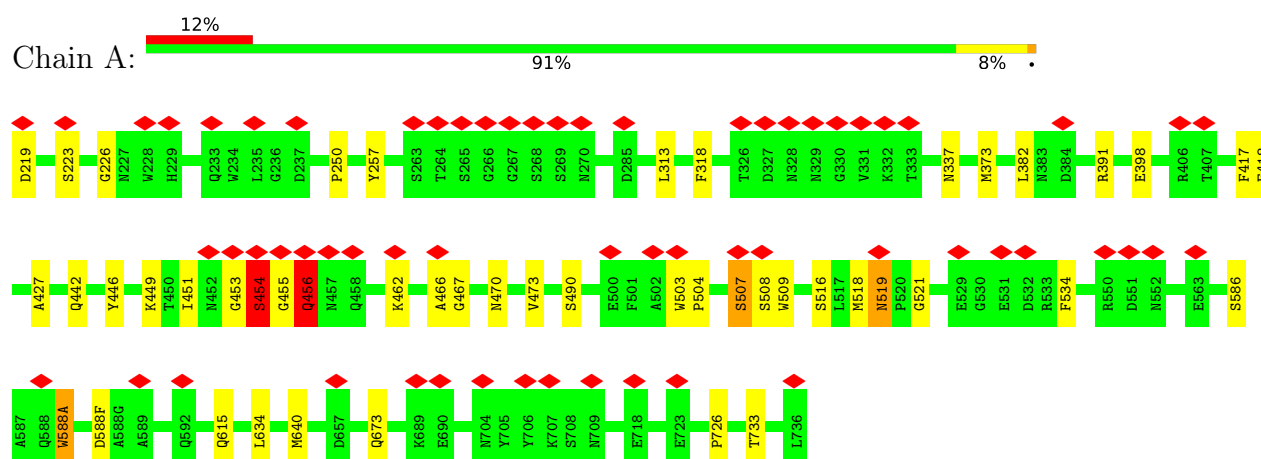 12%
Chain A:
91% 8% •
D219 S223 G226 N227 W228 H229 Q233 W234 L235 G236 D237 P250 Y257 S263 T264 S265 G266 G267 S268 S269 N270 D285 L313 F318 T326 D327 N328 N329 G330 V331 K332 T333 N337 M373 L382 N383 D384 R391 E398 R406 T407 F417
A427 Q442 Y446 K449 T450 I451 N452 G453 S454 G455 Q456 N457 Q458 K462 A466 G467 N470 V473 S490 E500 F501 A502 W503 P504 S507 S508 W509 S516 L517 M518 N519 P520 G521 E529 G530 E531 D532 R533 F534 R550 D551 N552 E563 S586
A587 Q588 W588A D588F A588G A589 Q592 Q615 L634 M640 D657 Q673 K689 E690 N704 Y705 Y706 K707 S708 N709 E718 E723 P726 T733 L736